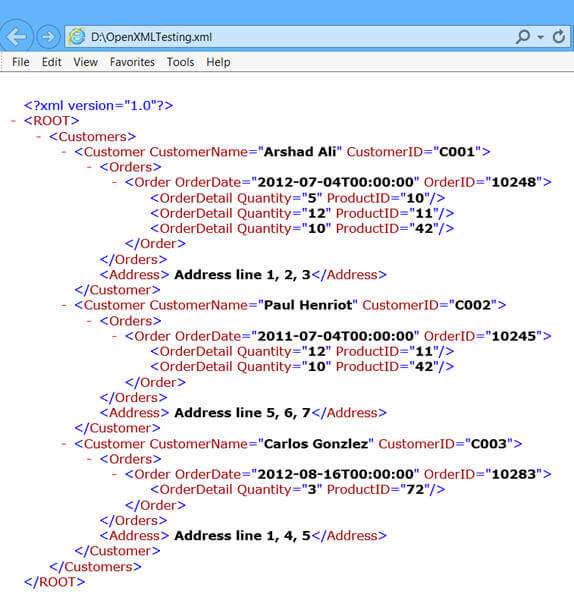 D:\OpenXMLTesting.xml
File Edit View Favorites Tools Help
<?xml version="1.0"?>
- <ROOT>
- <Customers>
- <Customer CustomerName="Arshad Ali" CustomerID="C001">
- <Orders>
- <Order OrderDate="2012-07-04T00:00:00" OrderID="10248">
<OrderDetail Quantity="5" ProductID="10"/>
<OrderDetail Quantity="12" ProductID="11"/>
<OrderDetail Quantity="10" ProductID="42"/>
</Order>
</Orders>
<Address> Address line 1, 2, 3</Address>
</Customer>
- <Customer CustomerName="Paul Henriot" CustomerID="C002">
- <Orders>
- <Order OrderDate="2011-07-04T00:00:00" OrderID="10245">
<OrderDetail Quantity="12" ProductID="11"/>
<OrderDetail Quantity="10" ProductID="42"/>
</Order>
</Orders>
<Address> Address line 5, 6, 7</Address>
</Customer>
- <Customer CustomerName="Carlos Gonzlez" CustomerID="C003">
- <Orders>
- <Order OrderDate="2012-08-16T00:00:00" OrderID="10283">
<OrderDetail Quantity="3" ProductID="72"/>
</Order>
</Orders>
<Address> Address line 1, 4, 5</Address>
</Customer>
</Customers>
</ROOT>